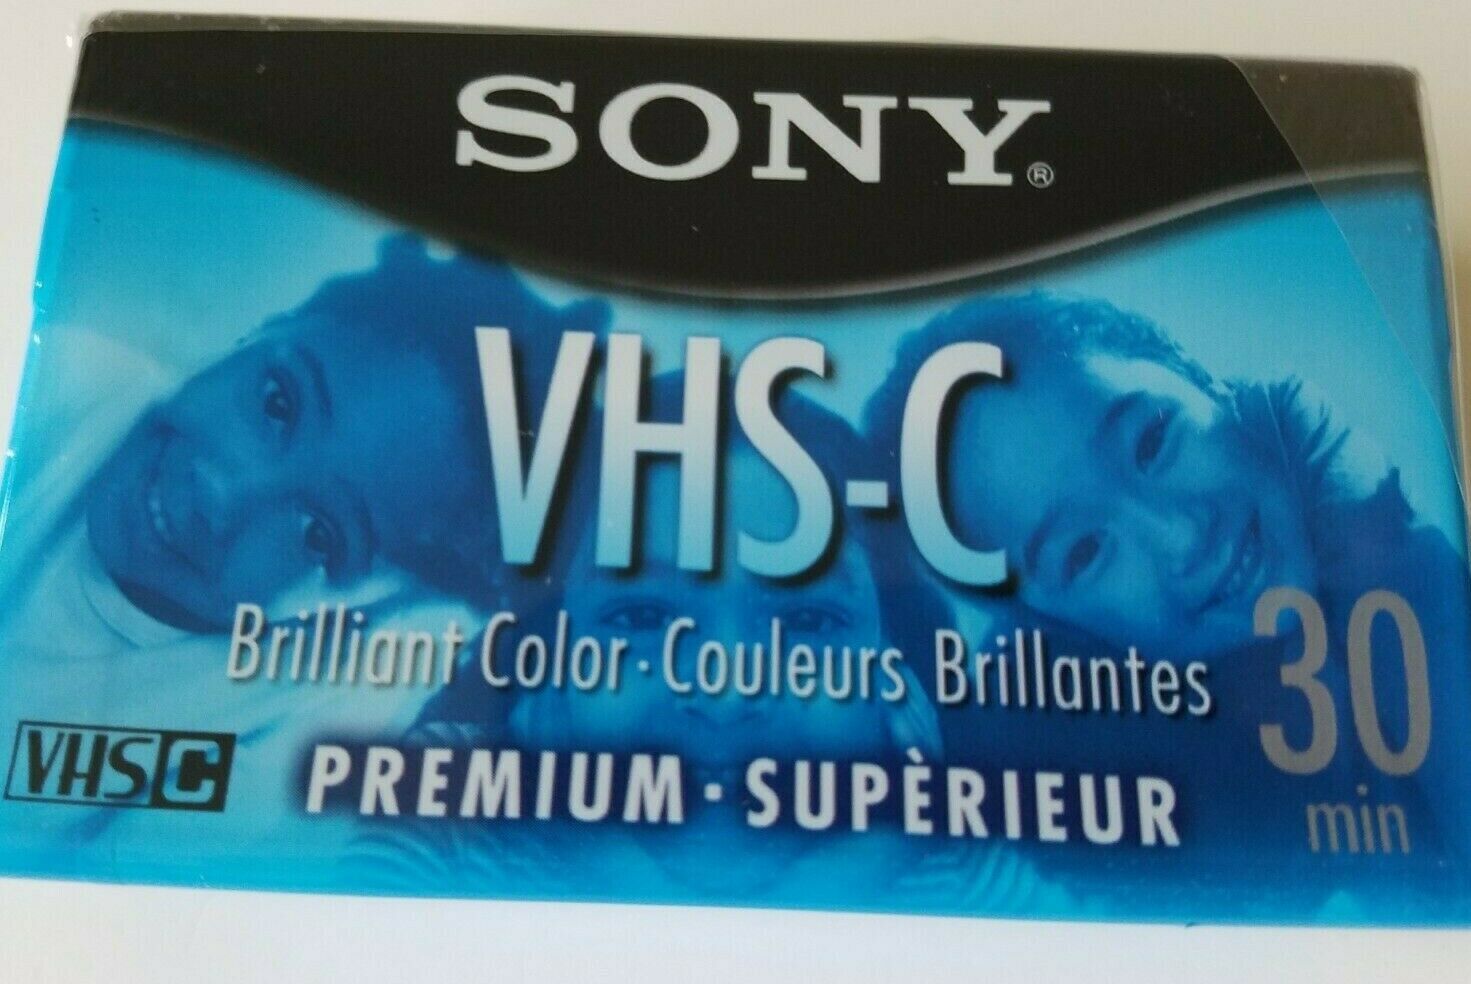 SONY®
VHS-C
Brilliant Color · Couleurs Brillantes
PREMIUM · SUPÈRIEUR
30
min
VHS C